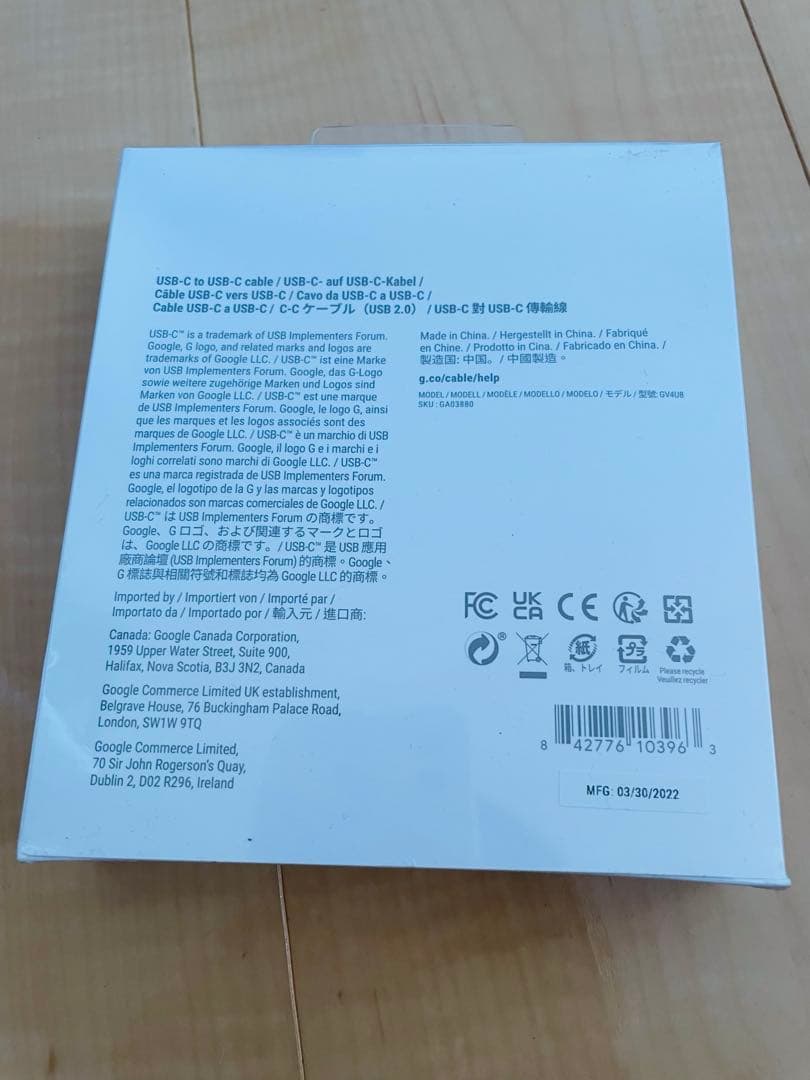 USB-C to USB-C cable / USB-C- auf USB-C-Kabel /
Câble USB-C vers USB-C / Cavo da USB-C a USB-C /
Cable USB-C a USB-C / C-C ケーブル（USB 2.0） / USB-C 對 USB-C 傳輸線
USB-C™ is a trademark of USB Implementers Forum.
Google, G logo, and related marks and logos are
trademarks of Google LLC. / USB-C™ ist eine Marke
von USB Implementers Forum. Google, das G-Logo
sowie weitere zugehörige Marken und Logos sind
Marken von Google LLC. / USB-C™ est une marque
de USB Implementers Forum. Google, le logo G, ainsi
que les marques et les logos associés sont des
marques de Google LLC. / USB-C™ è un marchio di USB
Implementers Forum. Google, il logo G e i marchi e i
loghi correlati sono marchi di Google LLC. / USB-C™
es una marca registrada de USB Implementers Forum.
Google, el logotipo de la G y las marcas y logotipos
relacionados son marcas comerciales de Google LLC. /
USB-C™ は USB Implementers Forum の商標です。
Google、G ロゴ、および関連するマークとロゴ
は、Google LLC の商標です。/ USB-C™ 是 USB 應用
廠商論壇 (USB Implementers Forum) 的商標。Google、
G 標誌與相關符號和標誌均為 Google LLC 的商標。
Made in China. / Hergestellt in China. / Fabriqué
en Chine. / Prodotto in Cina. / Fabricado en China. /
製造国: 中国。/ 中國製造。
g.co/cable/help
MODEL / MODELL / MODÈLE / MODELLO / MODELO / モデル / 型號: GV4U8
SKU : GA03880
Imported by / Importiert von / Importé par /
Importato da / Importado por / 輸入元 / 進口商:
Canada: Google Canada Corporation,
1959 Upper Water Street, Suite 900,
Halifax, Nova Scotia, B3J 3N2, Canada
Google Commerce Limited UK establishment,
Belgrave House, 76 Buckingham Palace Road,
London, SW1W 9TQ
Google Commerce Limited,
70 Sir John Rogerson's Quay,
Dublin 2, D02 R296, Ireland
FC UK CA CE
® 紙 プラ
箱、トレイ フィルム Please recycle
Veuillez recycler
8 42776 10396 3
MFG: 03/30/2022